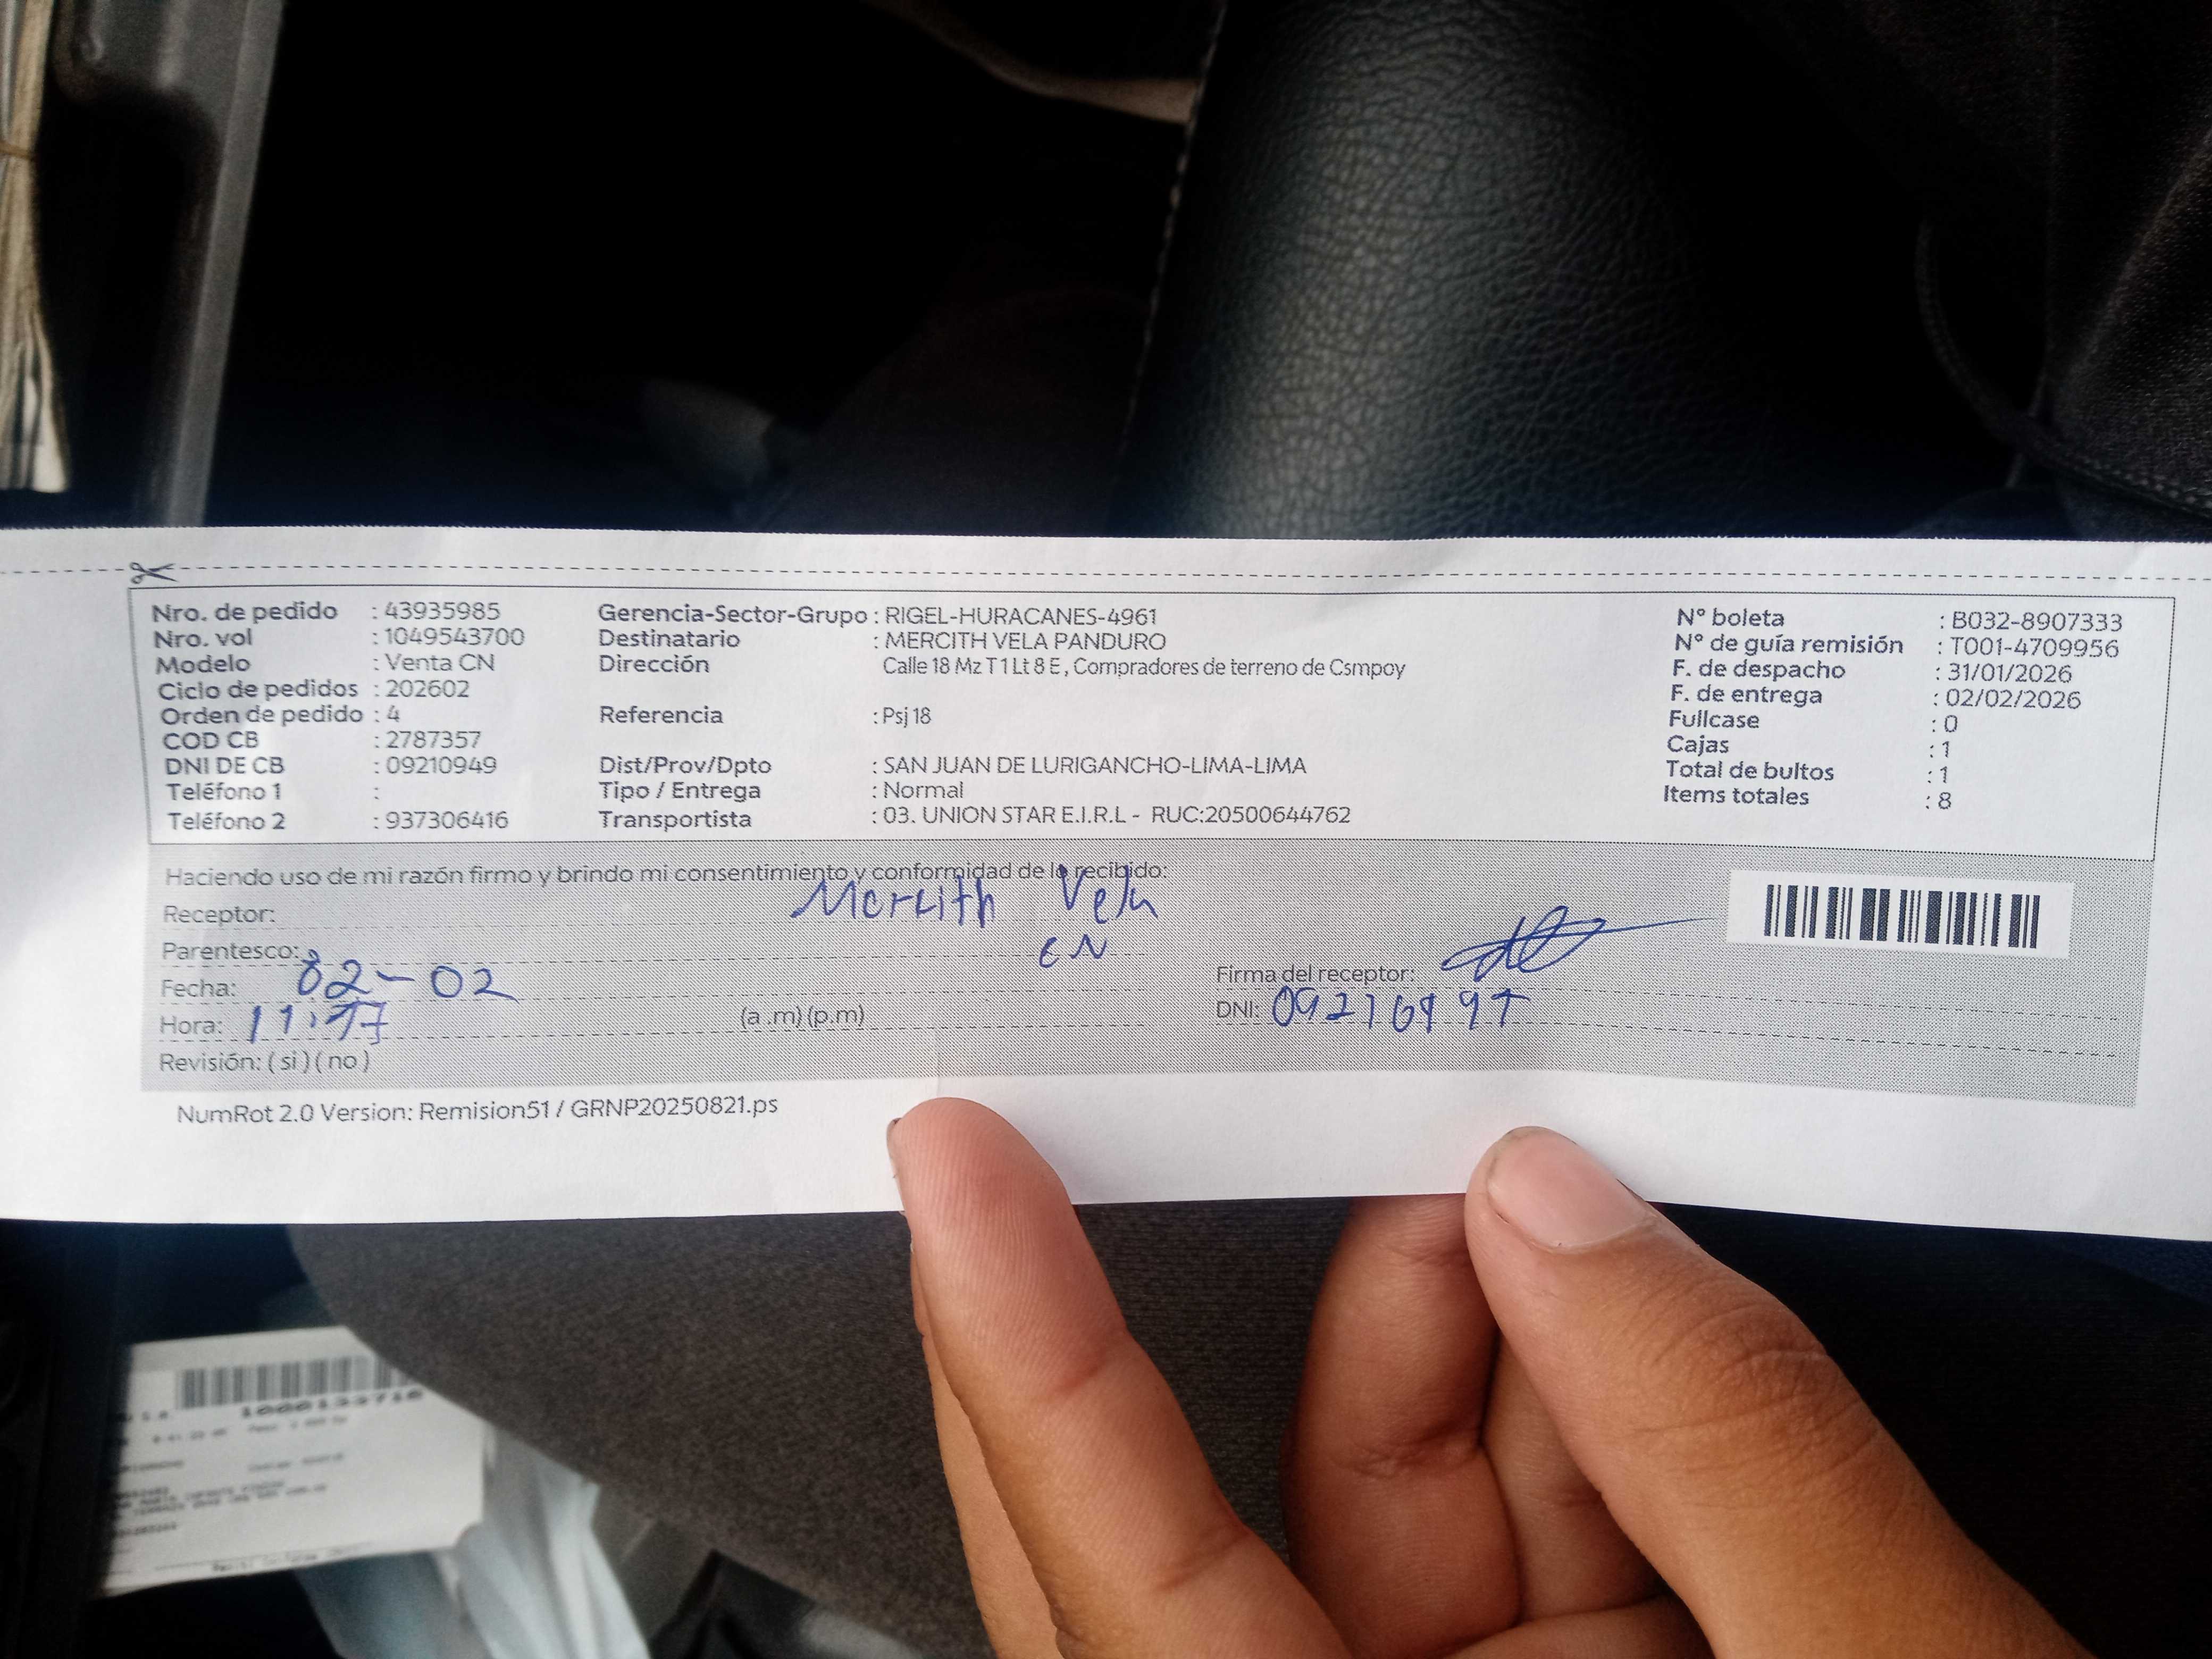 Nro. de pedido : 43935985
Nro. vol : 1049543700
Modelo : Venta CN
Ciclo de pedidos : 202602
Orden de pedido : 4
COD CB : 2787357
DNI DE CB : 09210949
Teléfono 1 :
Teléfono 2 : 937306416
Gerencia-Sector-Grupo : RIGEL-HURACANES-4961
Destinatario : MERCITH VELA PANDURO
Dirección Calle 18 Mz T 1 Lt 8 E , Compradores de terreno de Csmpoy
Referencia : Psj 18
Dist/Prov/Dpto : SAN JUAN DE LURIGANCHO-LIMA-LIMA
Tipo / Entrega : Normal
Transportista : 03. UNION STAR E.I.R.L - RUC:20500644762
N° boleta : B032-8907333
N° de guía remisión : T001-4709956
F. de despacho : 31/01/2026
F. de entrega : 02/02/2026
Fullcase : 0
Cajas : 1
Total de bultos : 1
Items totales : 8
Haciendo uso de mi razón firmo y brindo mi consentimiento y conformidad de lo recibido:
Receptor: Mercith Vela
Parentesco: CN
Fecha: 02-02
Hora: (a .m) (p.m)
Revisión: ( si ) ( no )
Firma del receptor:
DNI:
NumRot 2.0 Version: Remision51 / GRNP20250821.ps